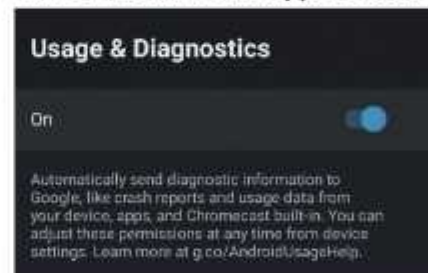 Usage & Diagnostics
On
Automatically send diagnostic information to
Google, like crash reports and usage data from
your device, apps, and Chromecast built-in. You can
adjust these permissions at any time from device
settings. Learn more at g.co/AndroidUsageHelp.